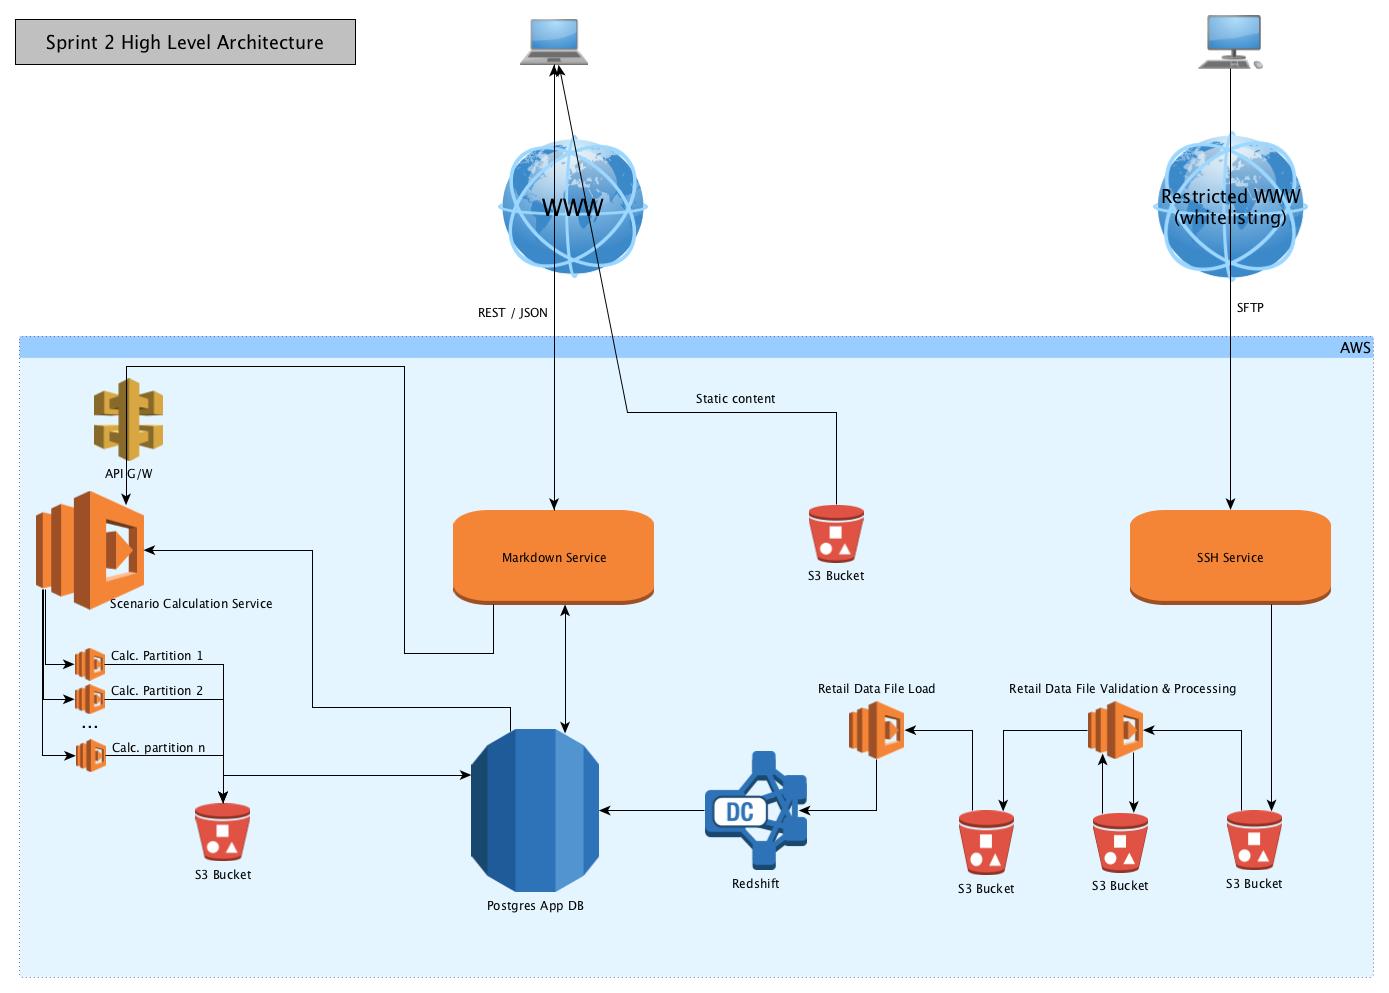 Sprint 2 High Level Architecture
WWW
Restricted WWW
(whitelisting)
REST / JSON
SFTP
AWS
Static content
API G/W
Markdown Service
SSH Service
S3 Bucket
Scenario Calculation Service
Calc. Partition 1
Calc. Partition 2
...
Calc. partition n
Retail Data File Load
Retail Data File Validation & Processing
DC
S3 Bucket
Postgres App DB
Redshift
S3 Bucket
S3 Bucket
S3 Bucket